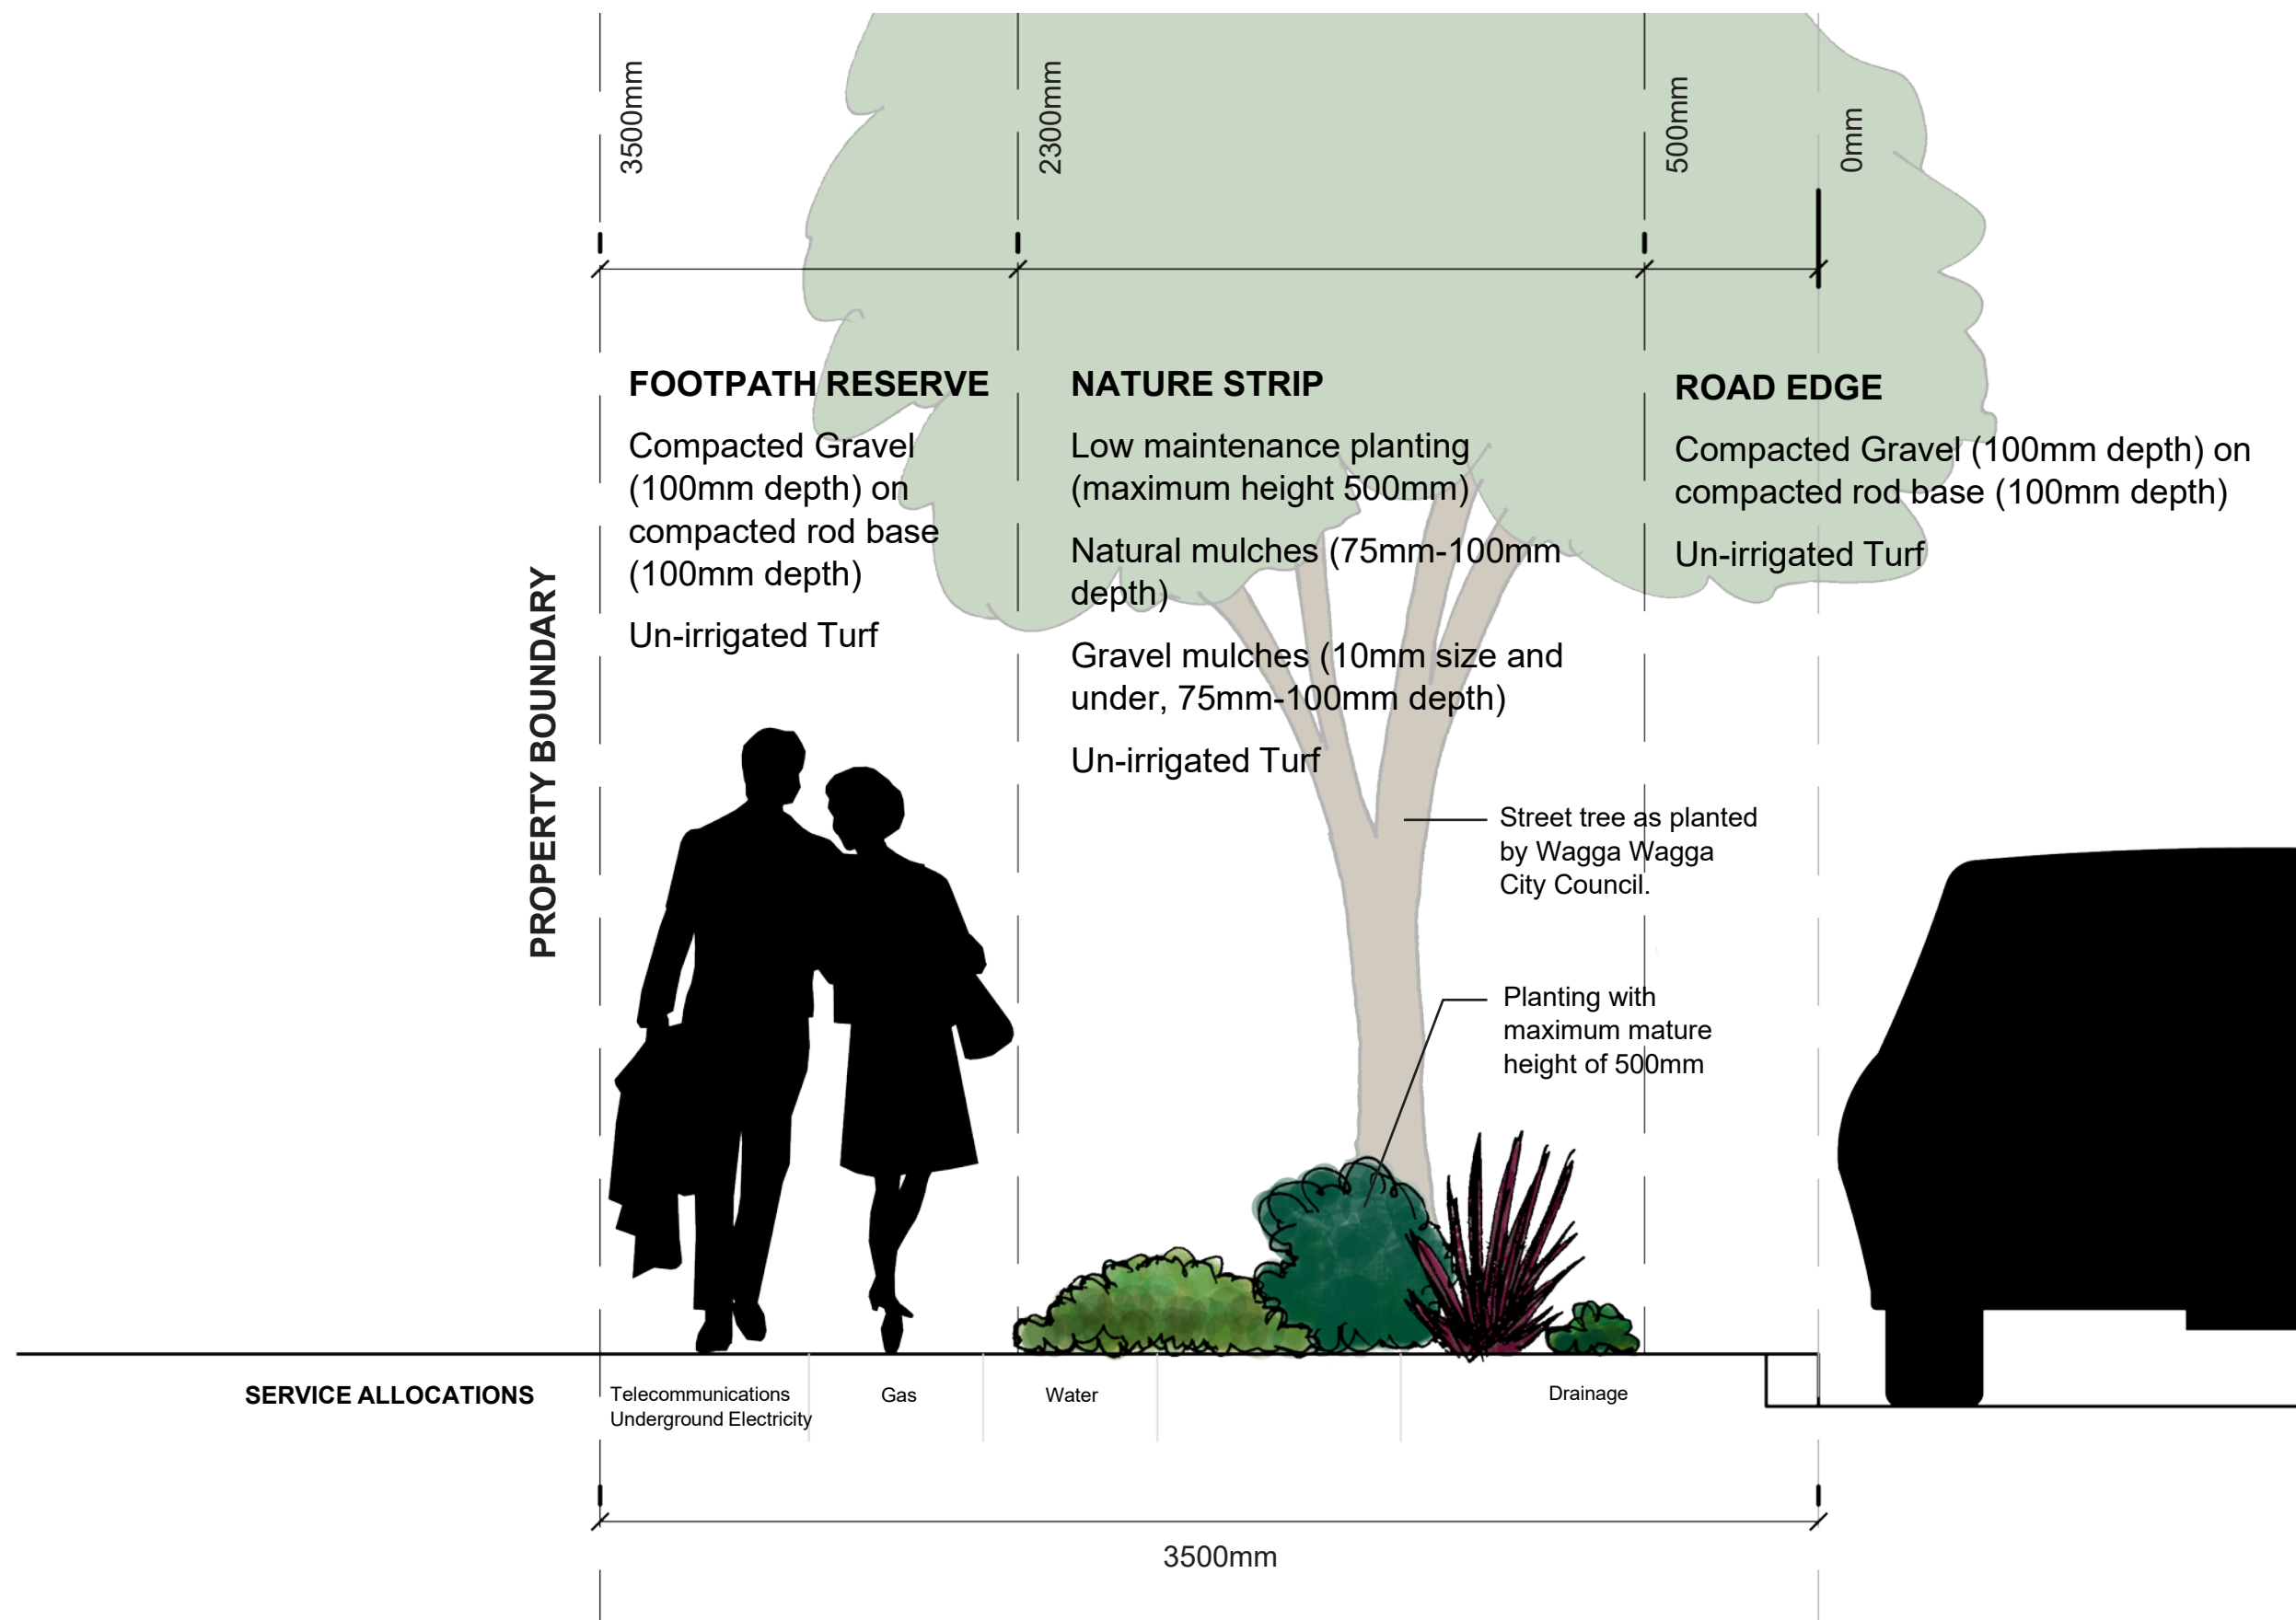 3500mm
2300mm
500mm
0mm
FOOTPATH RESERVE
Compacted Gravel
(100mm depth) on
compacted rod base
(100mm depth)
Un-irrigated Turf
NATURE STRIP
Low maintenance planting
(maximum height 500mm)
Natural mulches (75mm-100mm
depth)
Gravel mulches (10mm size and
under, 75mm-100mm depth)
Un-irrigated Turf
ROAD EDGE
Compacted Gravel (100mm depth) on
compacted rod base (100mm depth)
Un-irrigated Turf
PROPERTY BOUNDARY
Street tree as planted
by Wagga Wagga
City Council.
Planting with
maximum mature
height of 500mm
SERVICE ALLOCATIONS
Telecommunications
Underground Electricity
Gas
Water
Drainage
3500mm